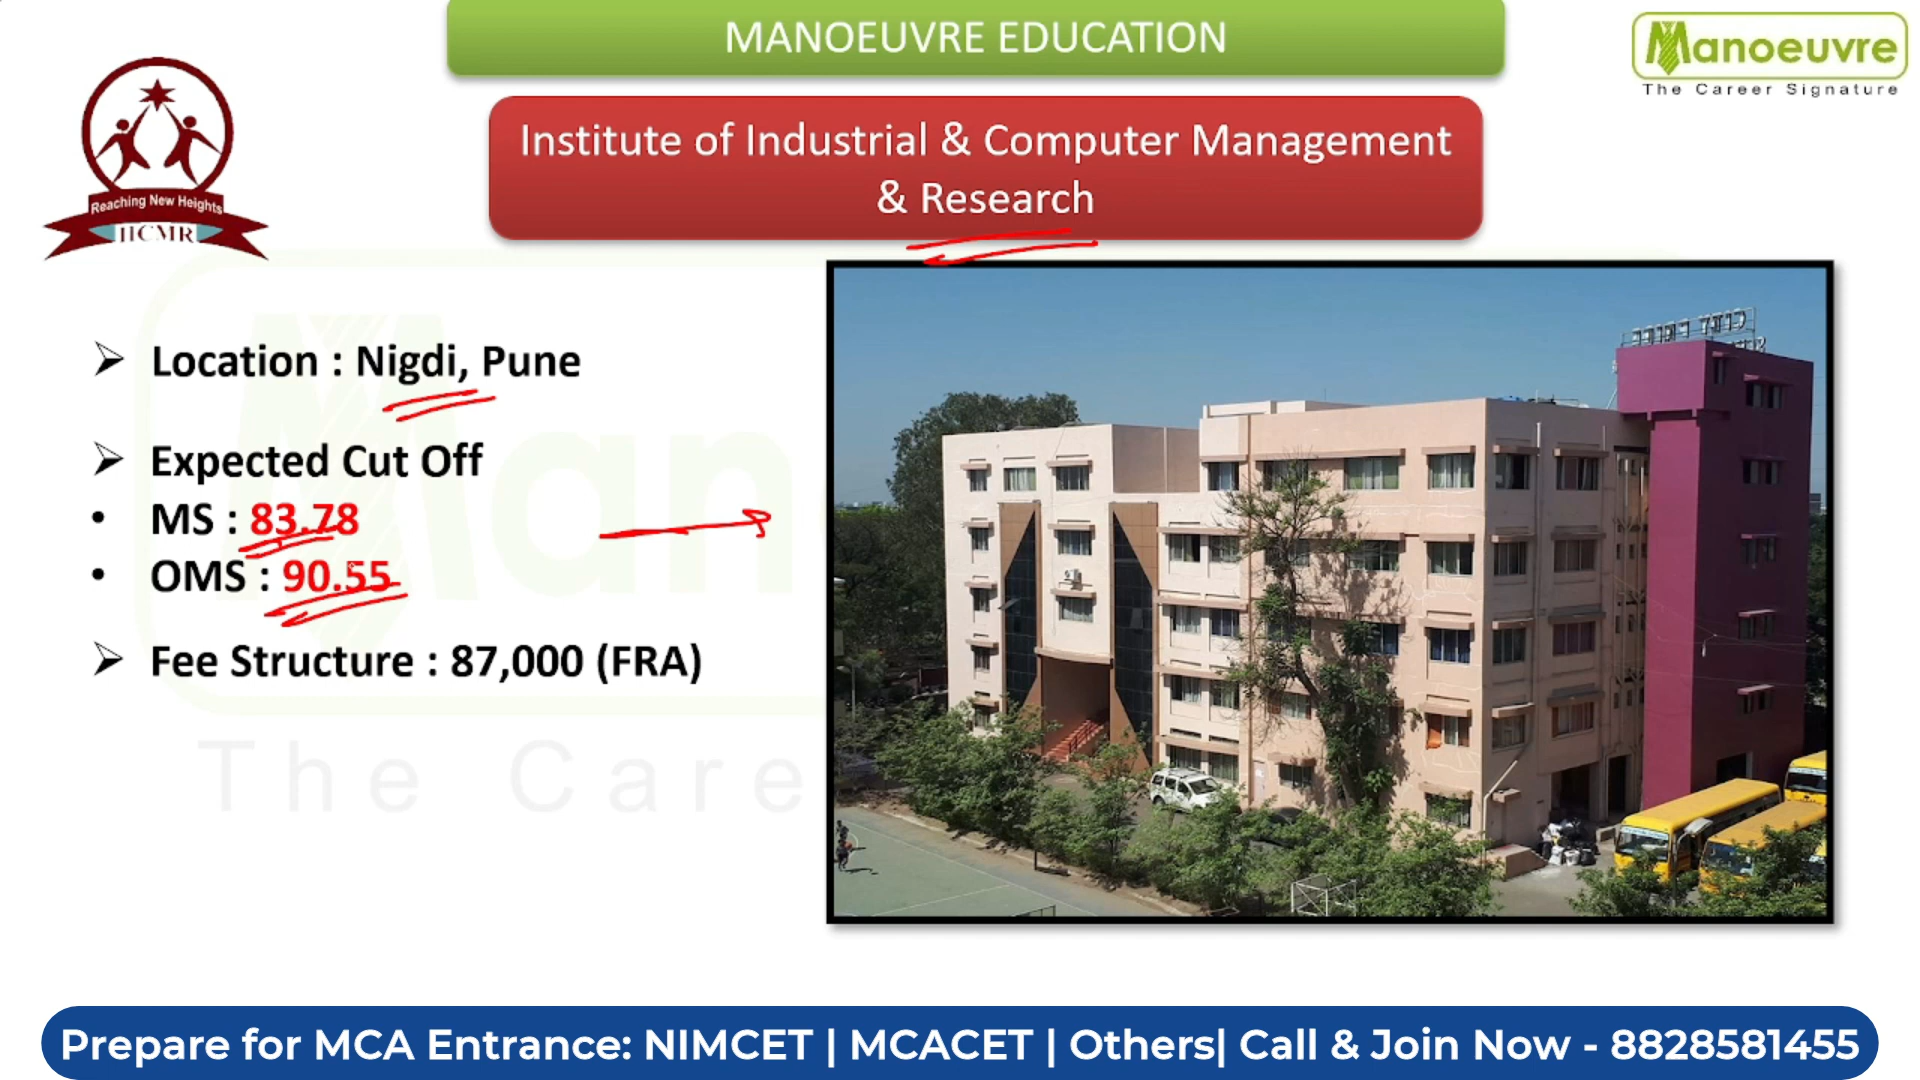 MANOEUVRE EDUCATION
Manoeuvre
The Career Signature
Institute of Industrial & Computer Management
& Research
Reaching New Heights
IICMR
Location : Nigdi, Pune
Expected Cut Off
MS : 83.78
OMS : 90.55
Fee Structure : 87,000 (FRA)
The Care
Prepare for MCA Entrance: NIMCET | MCACET | Others| Call & Join Now - 8828581455